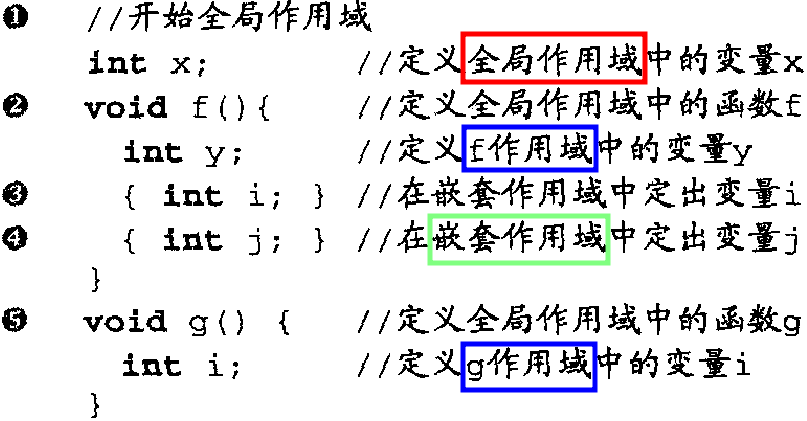 ❶ //开始全局作用域
int x; //定义全局作用域中的变量x
❷ void f(){ //定义全局作用域中的函数f
int y; //定义f作用域中的变量y
❸ { int i; } //在嵌套作用域中定出变量i
❹ { int j; } //在嵌套作用域中定出变量j
}
❺ void g() { //定义全局作用域中的函数g
int i; //定义g作用域中的变量i
}